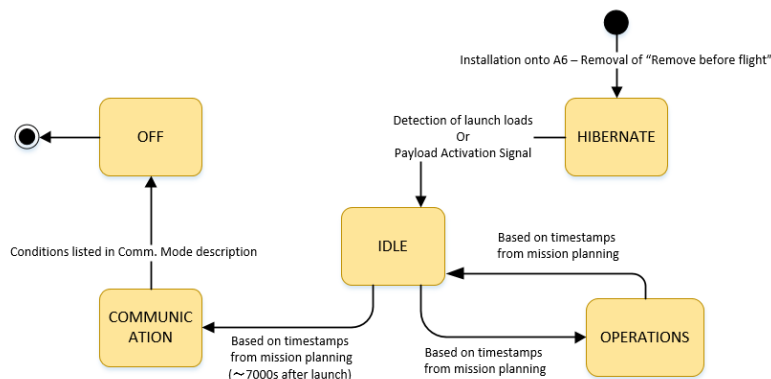 Installation onto A6 – Removal of “Remove before flight”
HIBERNATE
Detection of launch loads
Or
Payload Activation Signal
OFF
IDLE
Based on timestamps
from mission planning
Conditions listed in Comm. Mode description
COMMUNIC
ATION
Based on timestamps
from mission planning
(～7000s after launch)
Based on timestamps
from mission planning
OPERATIONS